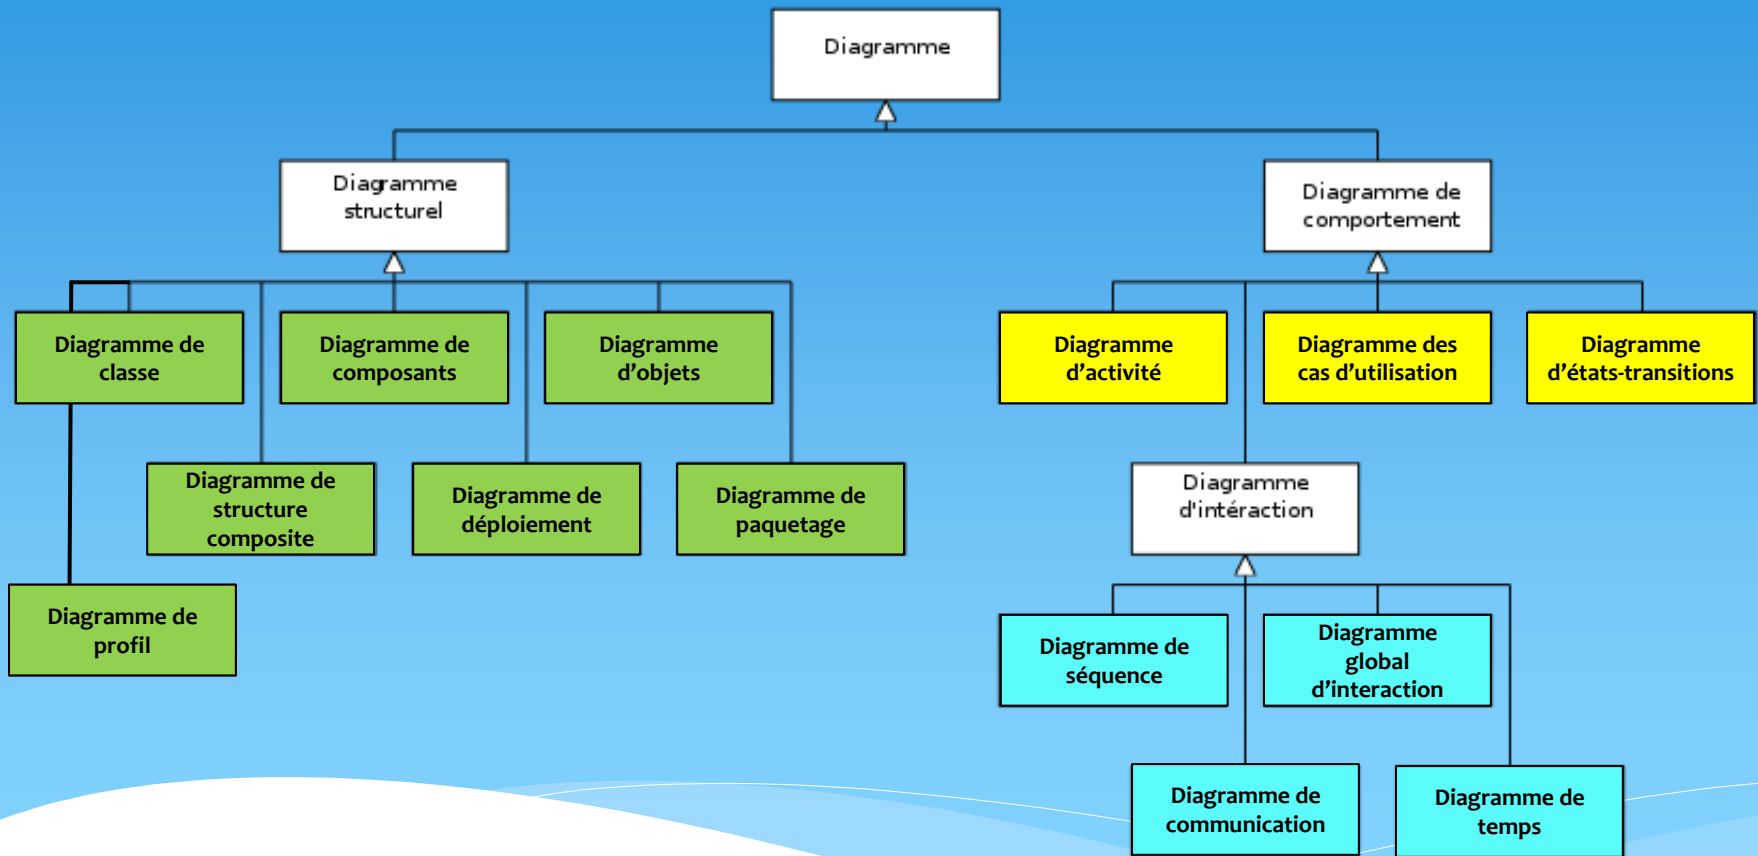 Diagramme
Diagramme
structurel
Diagramme de
comportement
Diagramme de
classe
Diagramme de
composants
Diagramme
d’objets
Diagramme
d’activité
Diagramme des
cas d’utilisation
Diagramme
d’états-transitions
Diagramme de
structure
composite
Diagramme de
déploiement
Diagramme de
paquetage
Diagramme
d'intéraction
Diagramme de
profil
Diagramme de
séquence
Diagramme
global
d’interaction
Diagramme de
communication
Diagramme de
temps